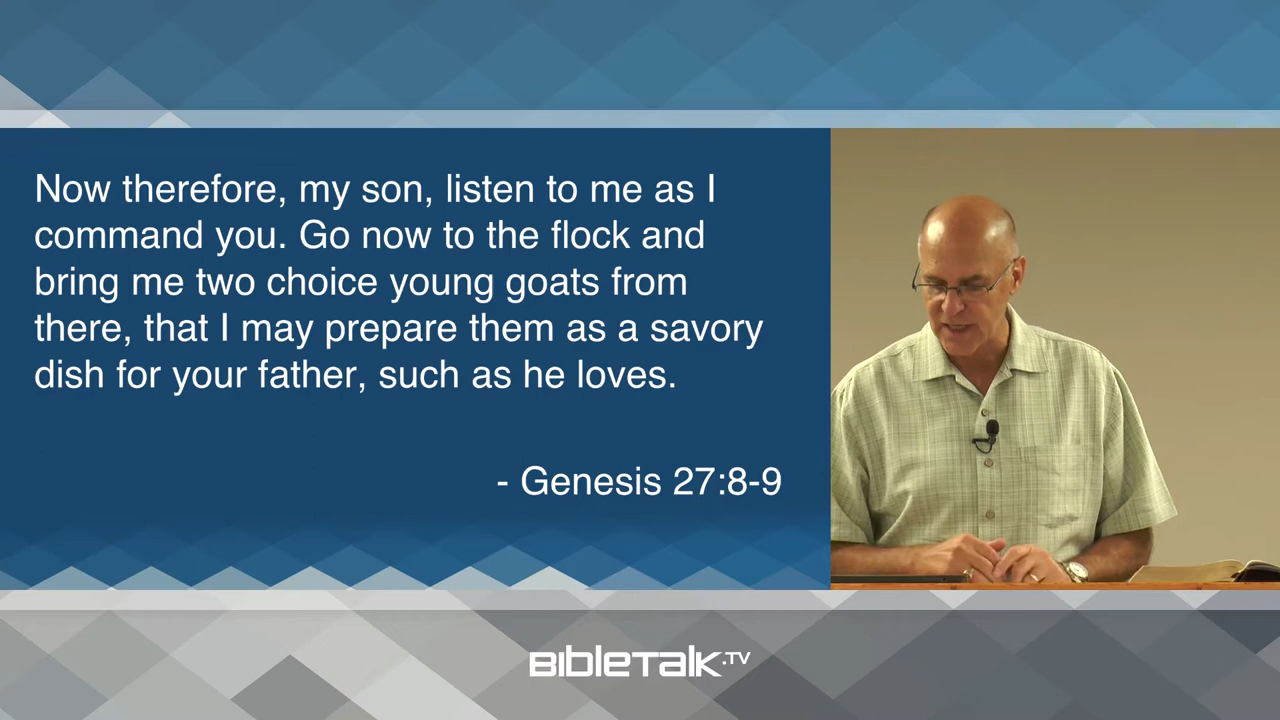 Now therefore, my son, listen to me as I
command you. Go now to the flock and
bring me two choice young goats from
there, that I may prepare them as a savory
dish for your father, such as he loves.
- Genesis 27:8-9
BibleTalk.TV